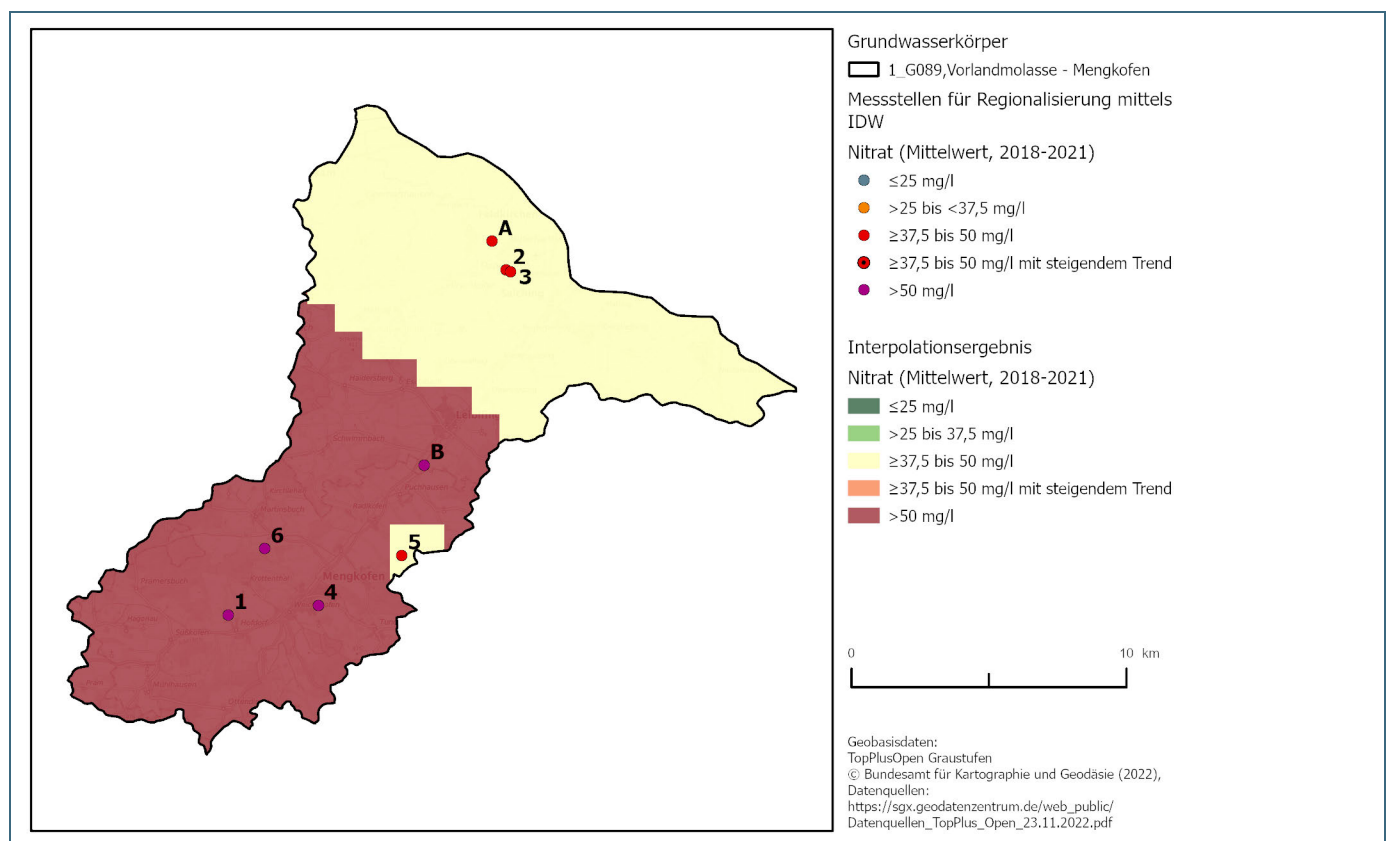 A
2
3
B
6
5
Mengkofen
4
1
Grundwasserkörper
1_G089,Vorlandmolasse - Mengkofen
Messstellen für Regionalisierung mittels
IDW
Nitrat (Mittelwert, 2018-2021)
≤25 mg/l
>25 bis <37,5 mg/l
≥37,5 bis 50 mg/l
≥37,5 bis 50 mg/l mit steigendem Trend
>50 mg/l
Interpolationsergebnis
Nitrat (Mittelwert, 2018-2021)
≤25 mg/l
>25 bis 37,5 mg/l
≥37,5 bis 50 mg/l
≥37,5 bis 50 mg/l mit steigendem Trend
>50 mg/l
0 10 km
Geobasisdaten:
TopPlusOpen Graustufen
© Bundesamt für Kartographie und Geodäsie (2022),
Datenquellen:
https://sgx.geodatenzentrum.de/web_public/
Datenquellen_TopPlus_Open_23.11.2022.pdf